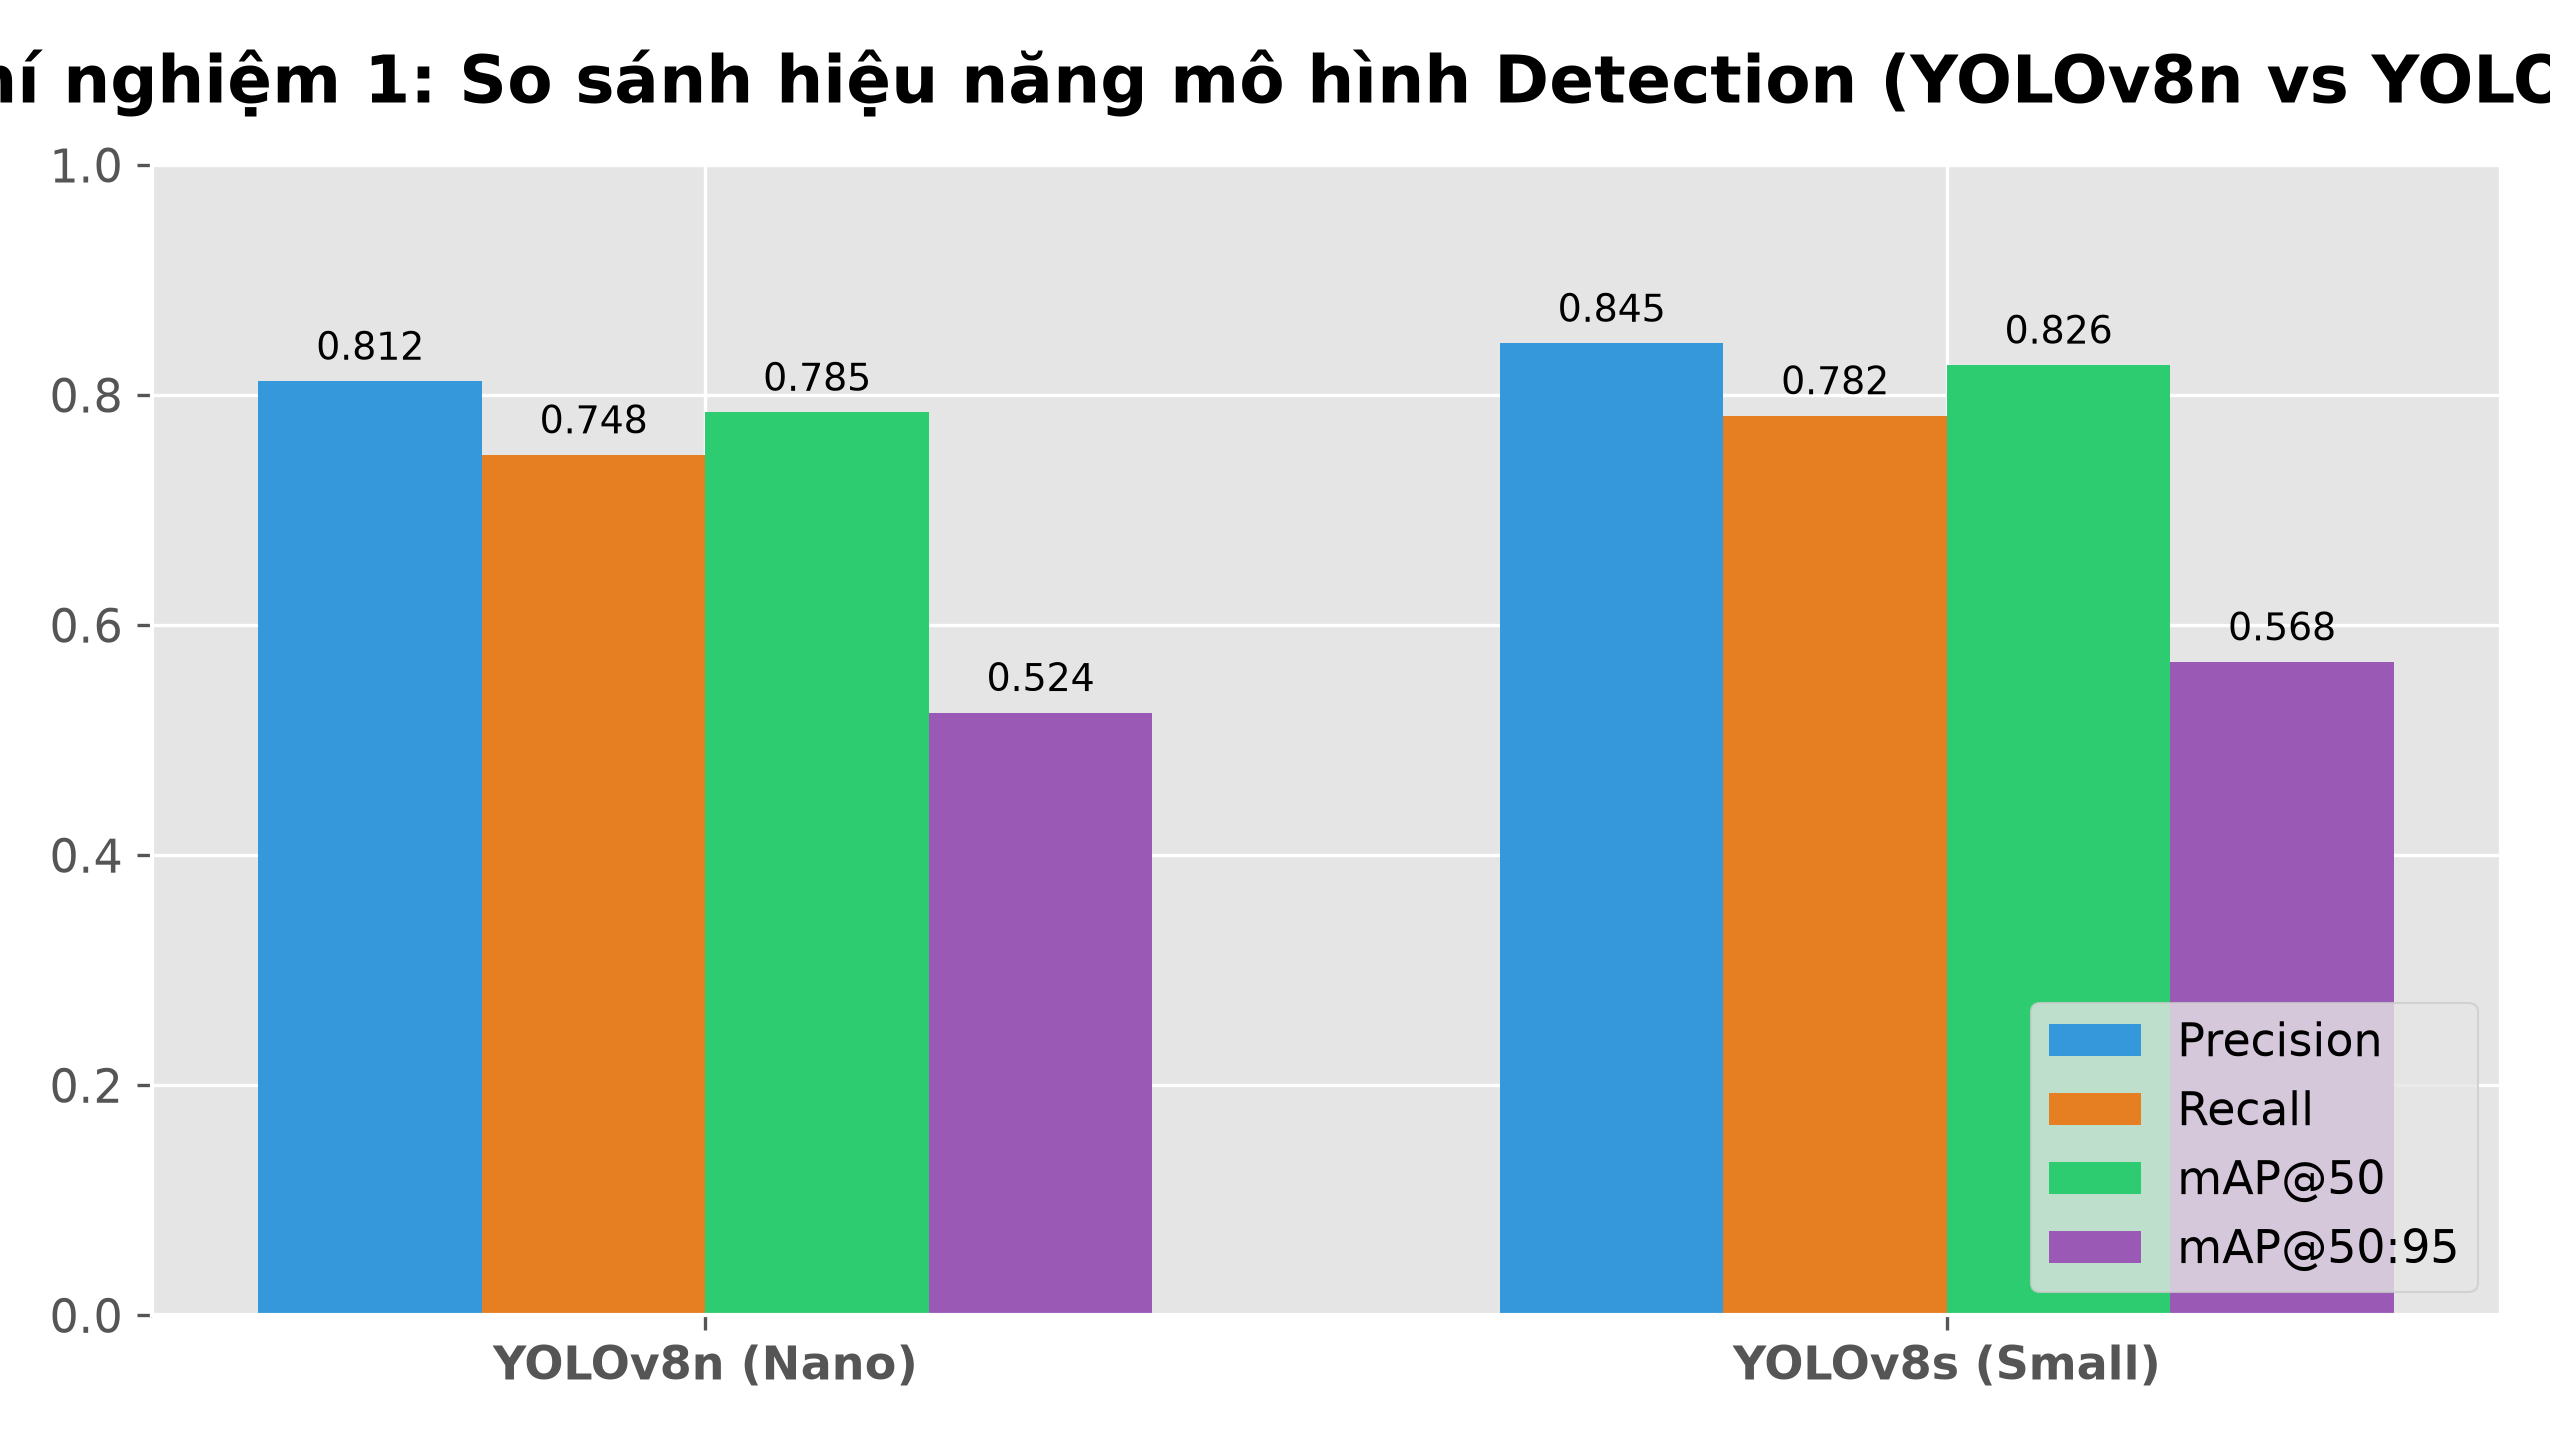 nghiệm 1: So sánh hiệu năng mô hình Detection (YOLOv8n vs
1.0
0.8
0.6
0.4
0.2
0.0
0.812
0.748
0.785
0.524
0.845
0.782
0.826
0.568
Precision
Recall
mAP@50
mAP@50:95
YOLOv8n (Nano)
YOLOv8s (Small)